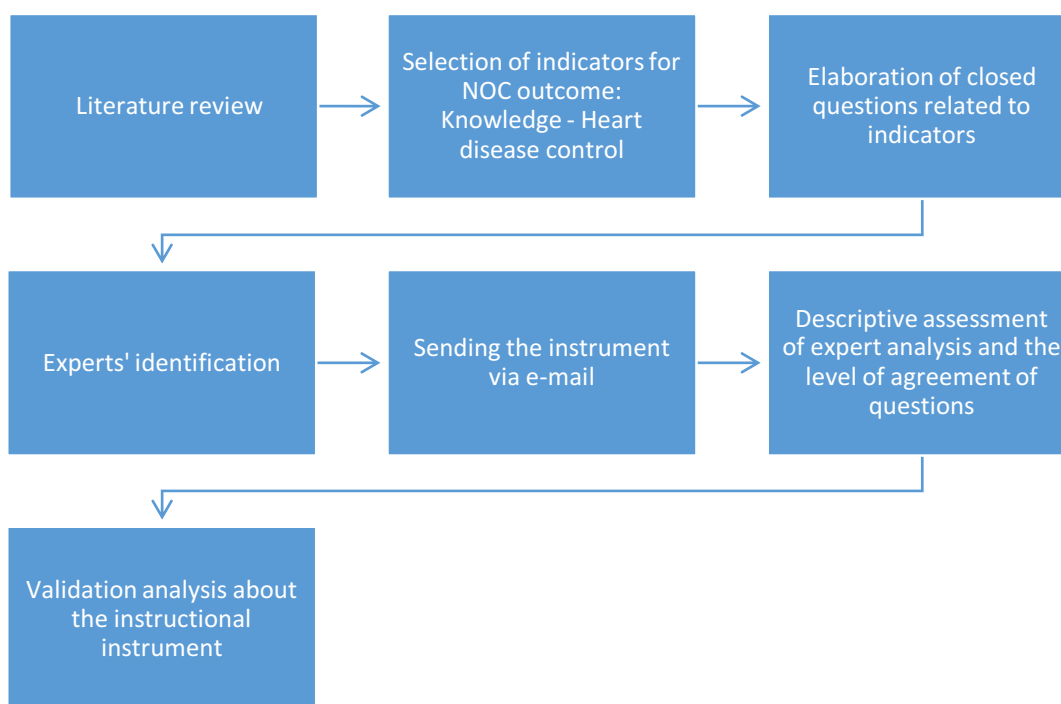 Literature review
Selection of indicators for
NOC outcome:
Knowledge - Heart
disease control
Elaboration of closed
questions related to
indicators
Experts' identification
Sending the instrument
via e-mail
Descriptive assessment
of expert analysis and the
level of agreement of
questions
Validation analysis about
the instructional
instrument